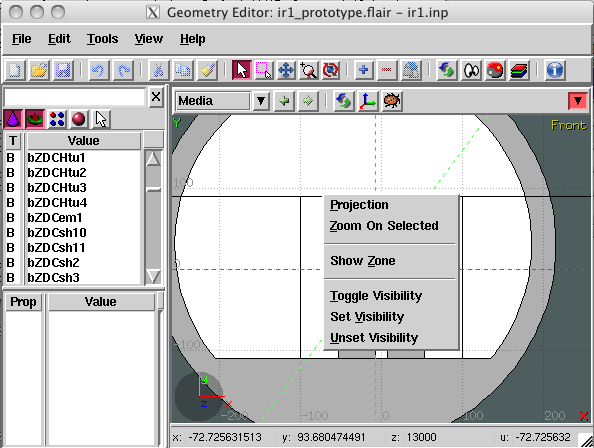 Geometry Editor: ir1_prototype.flair - ir1.inp
File Edit Tools View Help
Media
T Value
B bZDCHtu1
B bZDCHtu2
B bZDCHtu3
B bZDCHtu4
B bZDCem1
B bZDCsh10
B bZDCsh11
B bZDCsh2
B bZDCsh3
Prop Value
Y Front
100
0
-100
-200 -100 0 100 200 X
Projection
Zoom On Selected
Show Zone
Toggle Visibility
Set Visibility
Unset Visibility
y
x
z
x: -72.725631513 y: 93.680474491 z: 13000 u: -72.725632